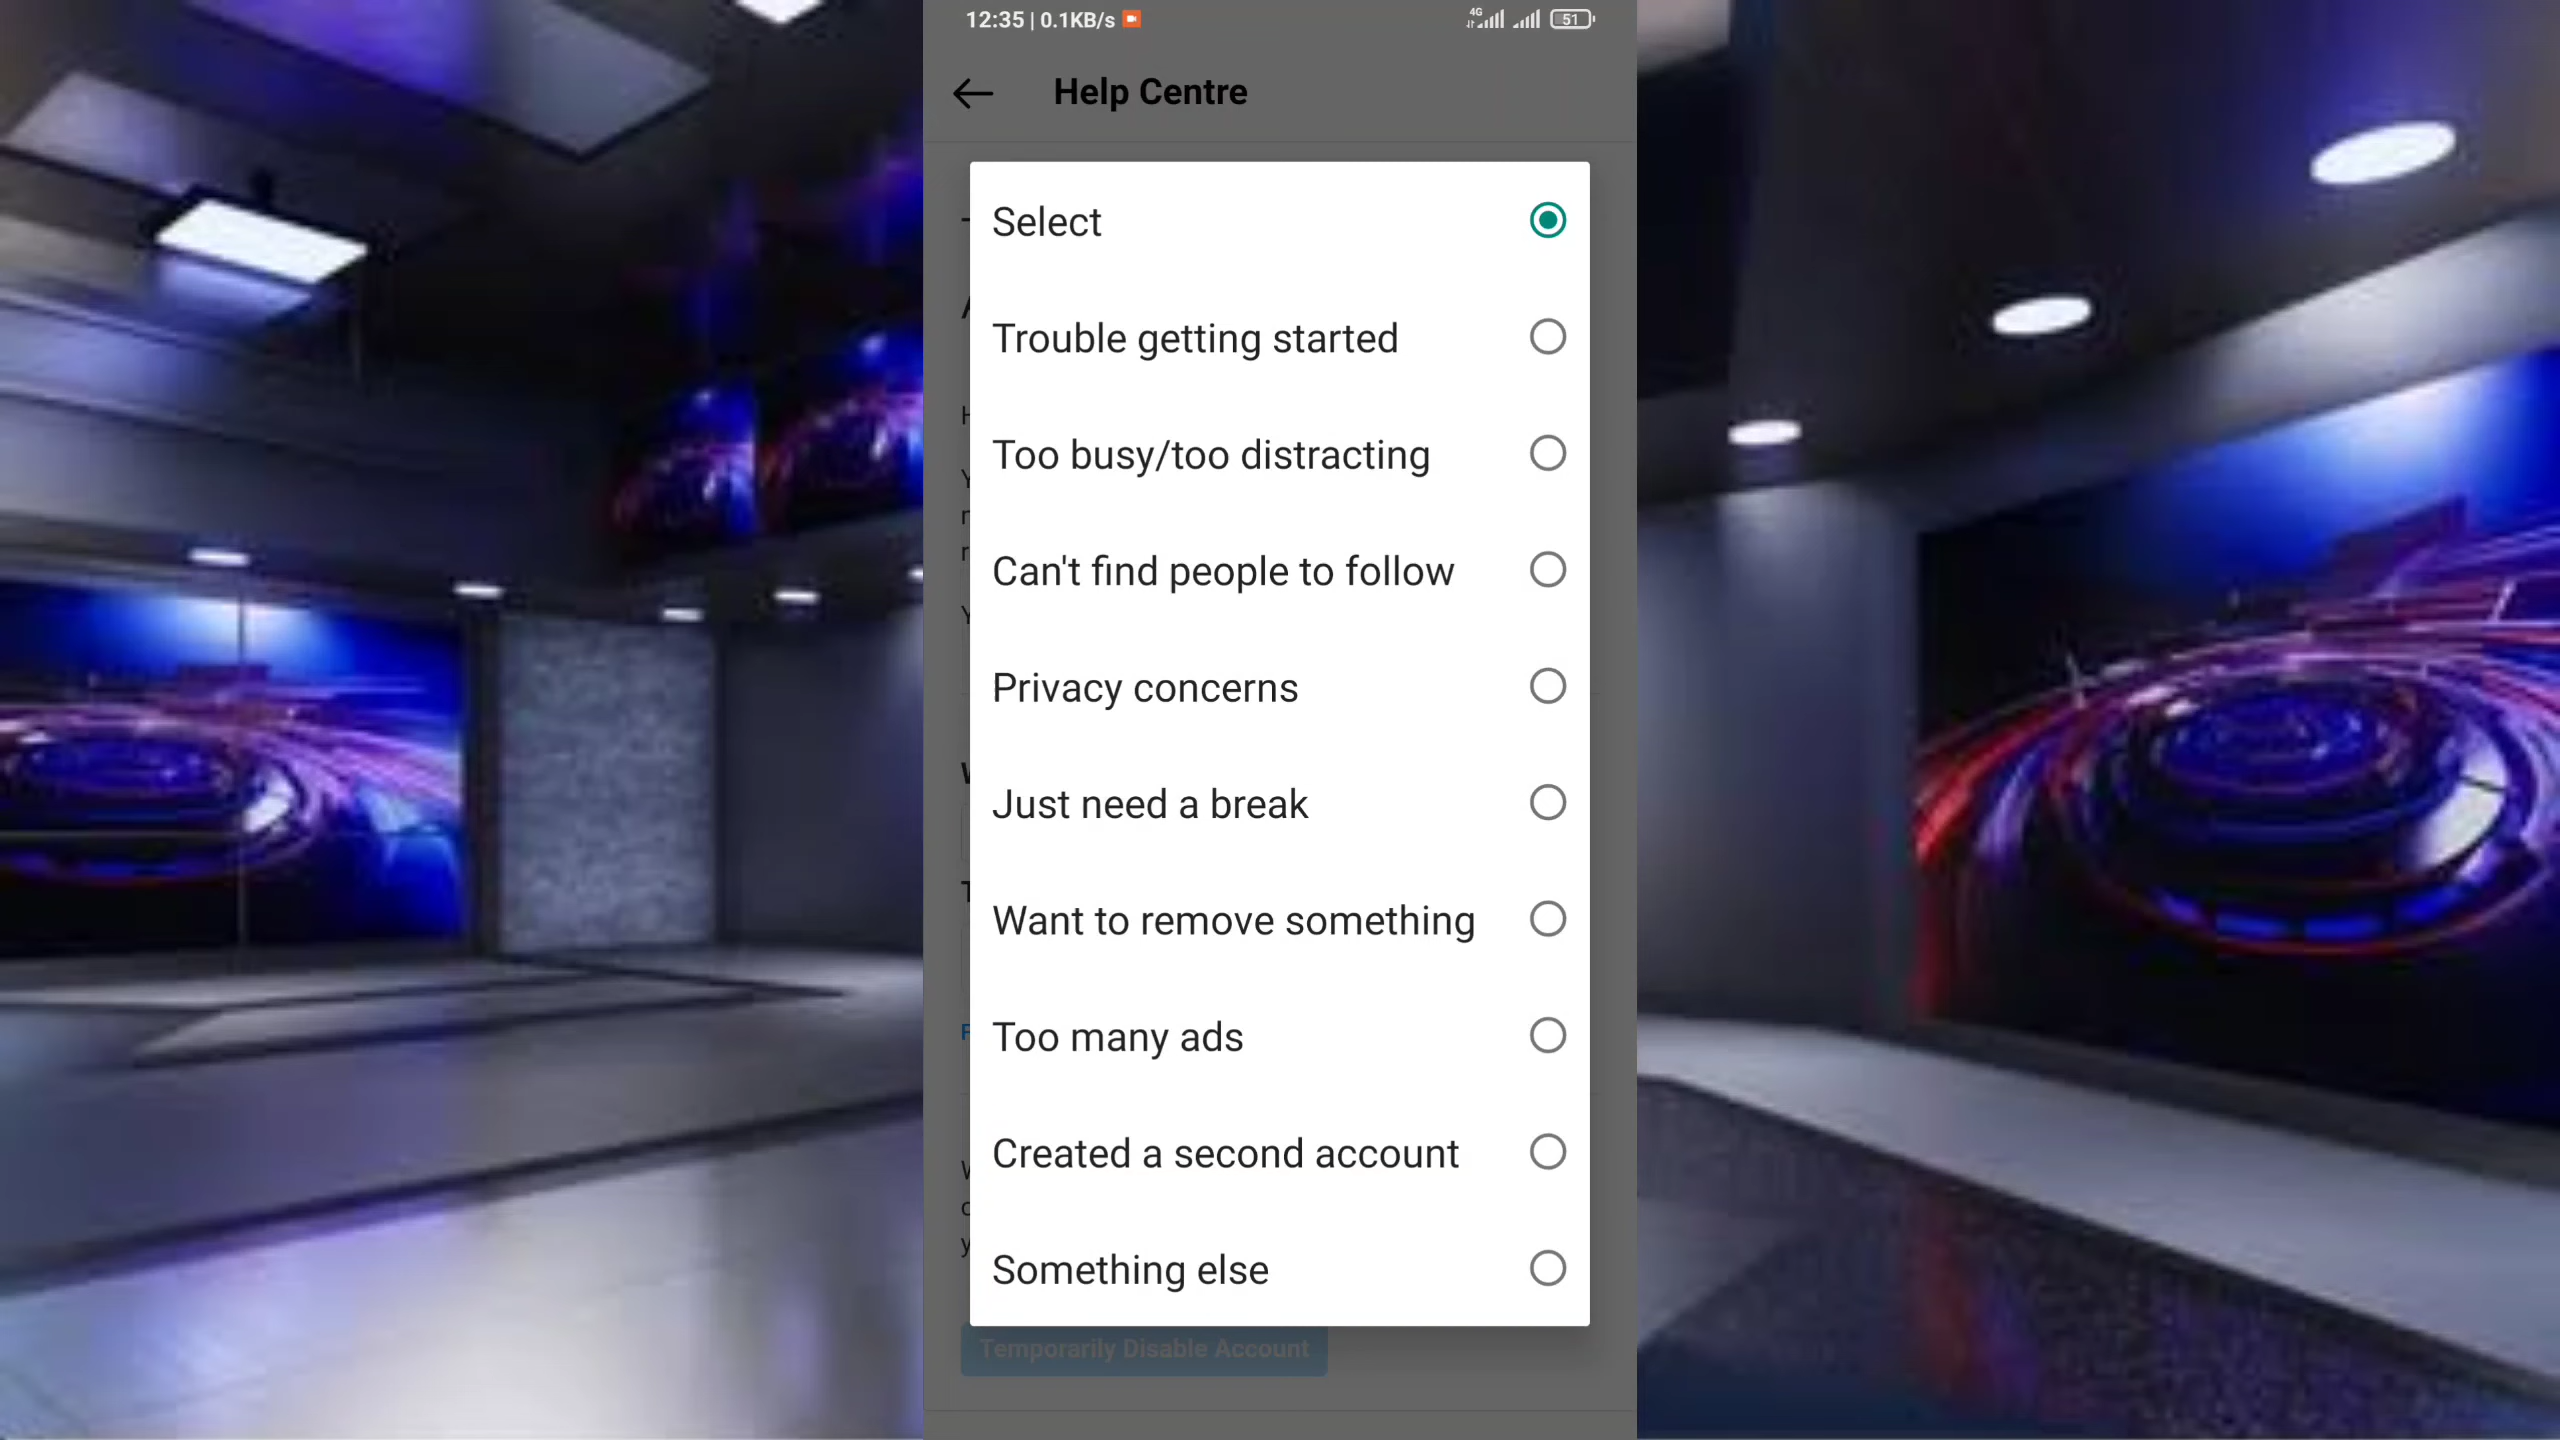 12:35 | 0.1KB/s
4G
51
Help Centre
Select
Trouble getting started
Too busy/too distracting
Can't find people to follow
Privacy concerns
Just need a break
Want to remove something
Too many ads
Created a second account
Something else
Temporarily Disable Account